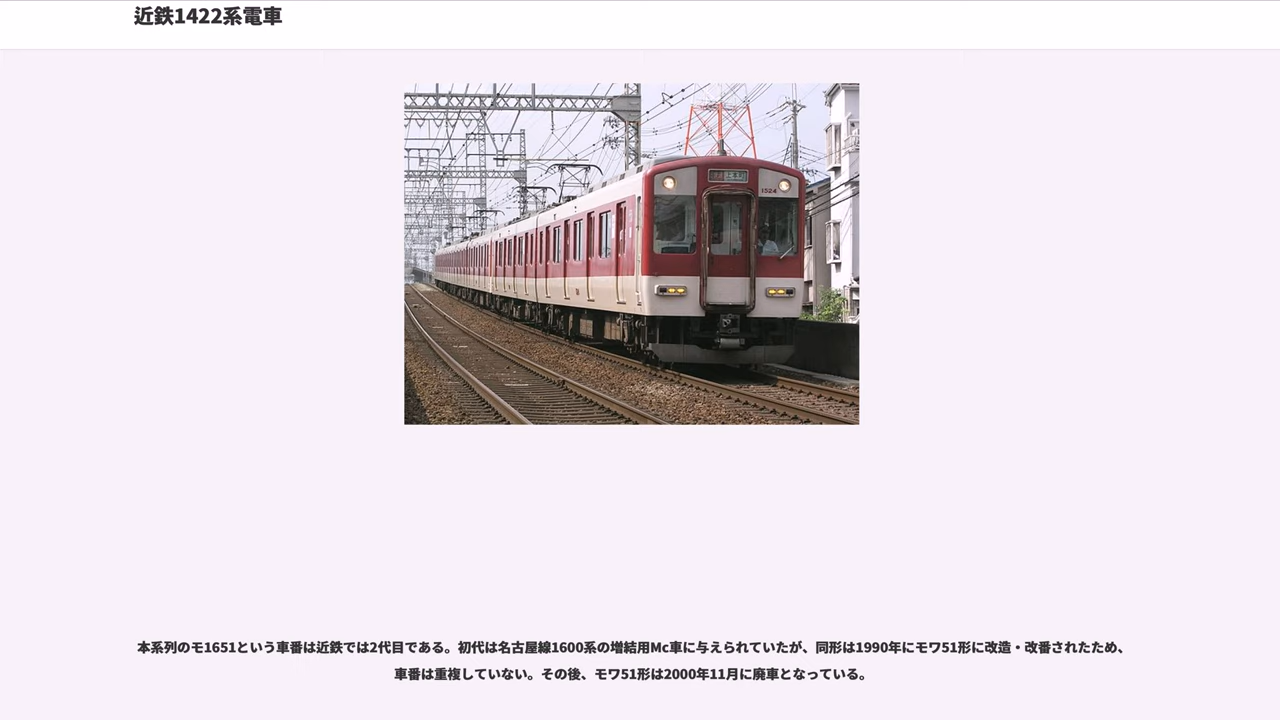 近鉄1422系電車
1524
本系列のモ1651という車番は近鉄では2代目である。初代は名古屋線1600系の増結用Mc車に与えられていたが、同形は1990年にモワ51形に改造・改番されたため、
車番は重複していない。その後、モワ51形は2000年11月に廃車となっている。